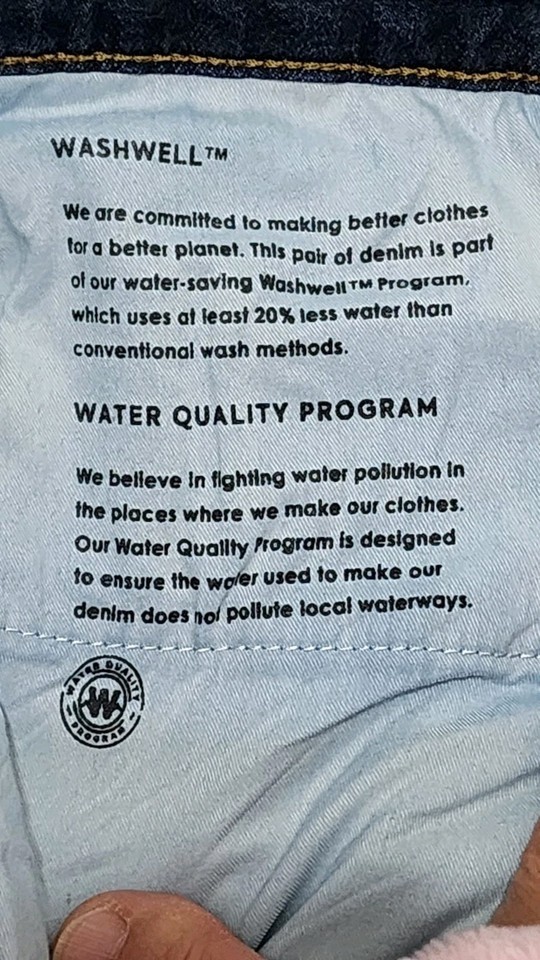 WASHWELL™
We are committed to making better clothes
for a better planet. This pair of denim is part
of our water-saving Washwell™ Program,
which uses at least 20% less water than
conventional wash methods.
WATER QUALITY PROGRAM
We believe in fighting water pollution in
the places where we make our clothes.
Our Water Quality Program is designed
to ensure the water used to make our
denim does not pollute local waterways.
WATER QUALITY
W
PROGRAM